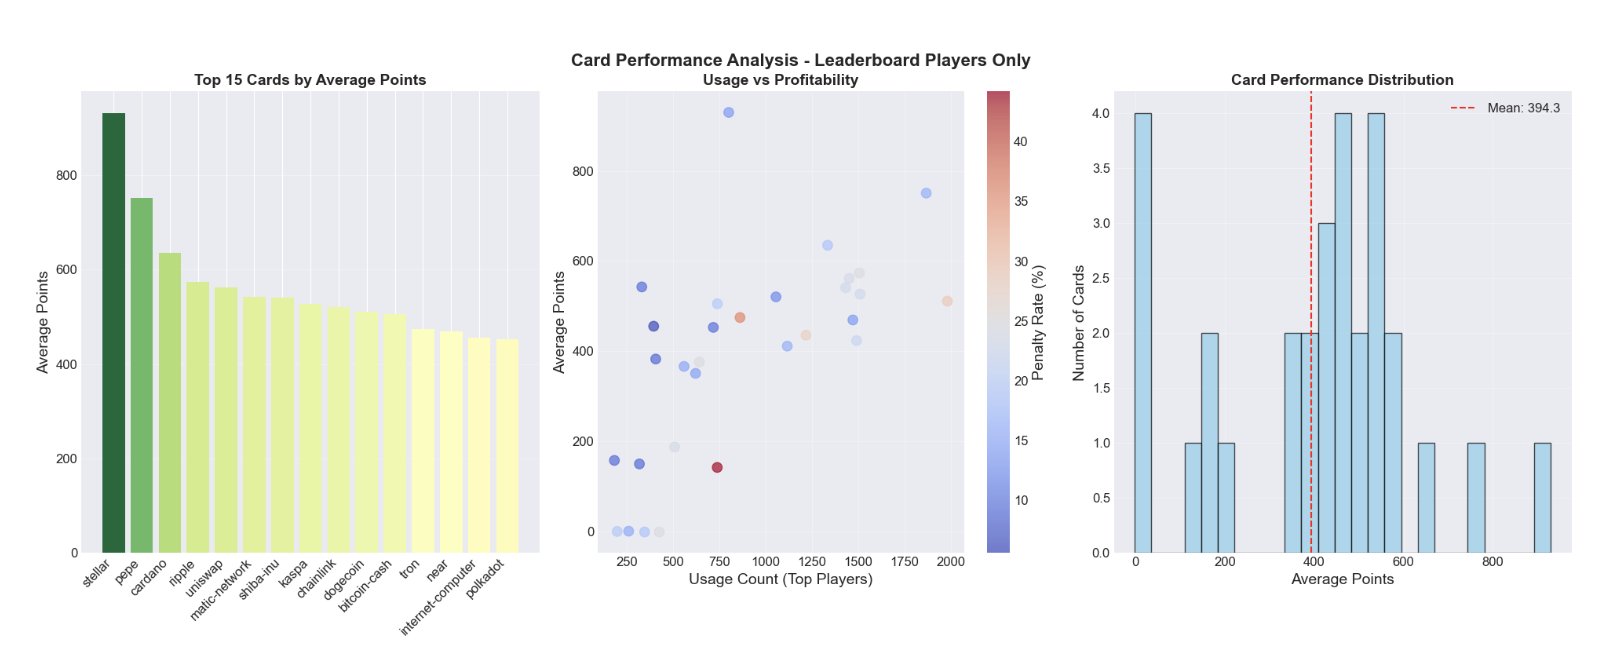 Card Performance Analysis - Leaderboard Players Only
Top 15 Cards by Average Points
Average Points
800
600
400
200
0
stellar
pepe
cardano
ripple
uniswap
matic-network
shiba-inu
kaspa
chainlink
dogecoin
bitcoin-cash
tron
near
internet-computer
polkadot
Usage vs Profitability
Average Points
800
600
400
200
0
250 500 750 1000 1250 1500 1750 2000
Usage Count (Top Players)
40
35
30
25
20
15
10
Penalty Rate (%)
Card Performance Distribution
Mean: 394.3
Number of Cards
4.0
3.5
3.0
2.5
2.0
1.5
1.0
0.5
0.0
0 200 400 600 800
Average Points